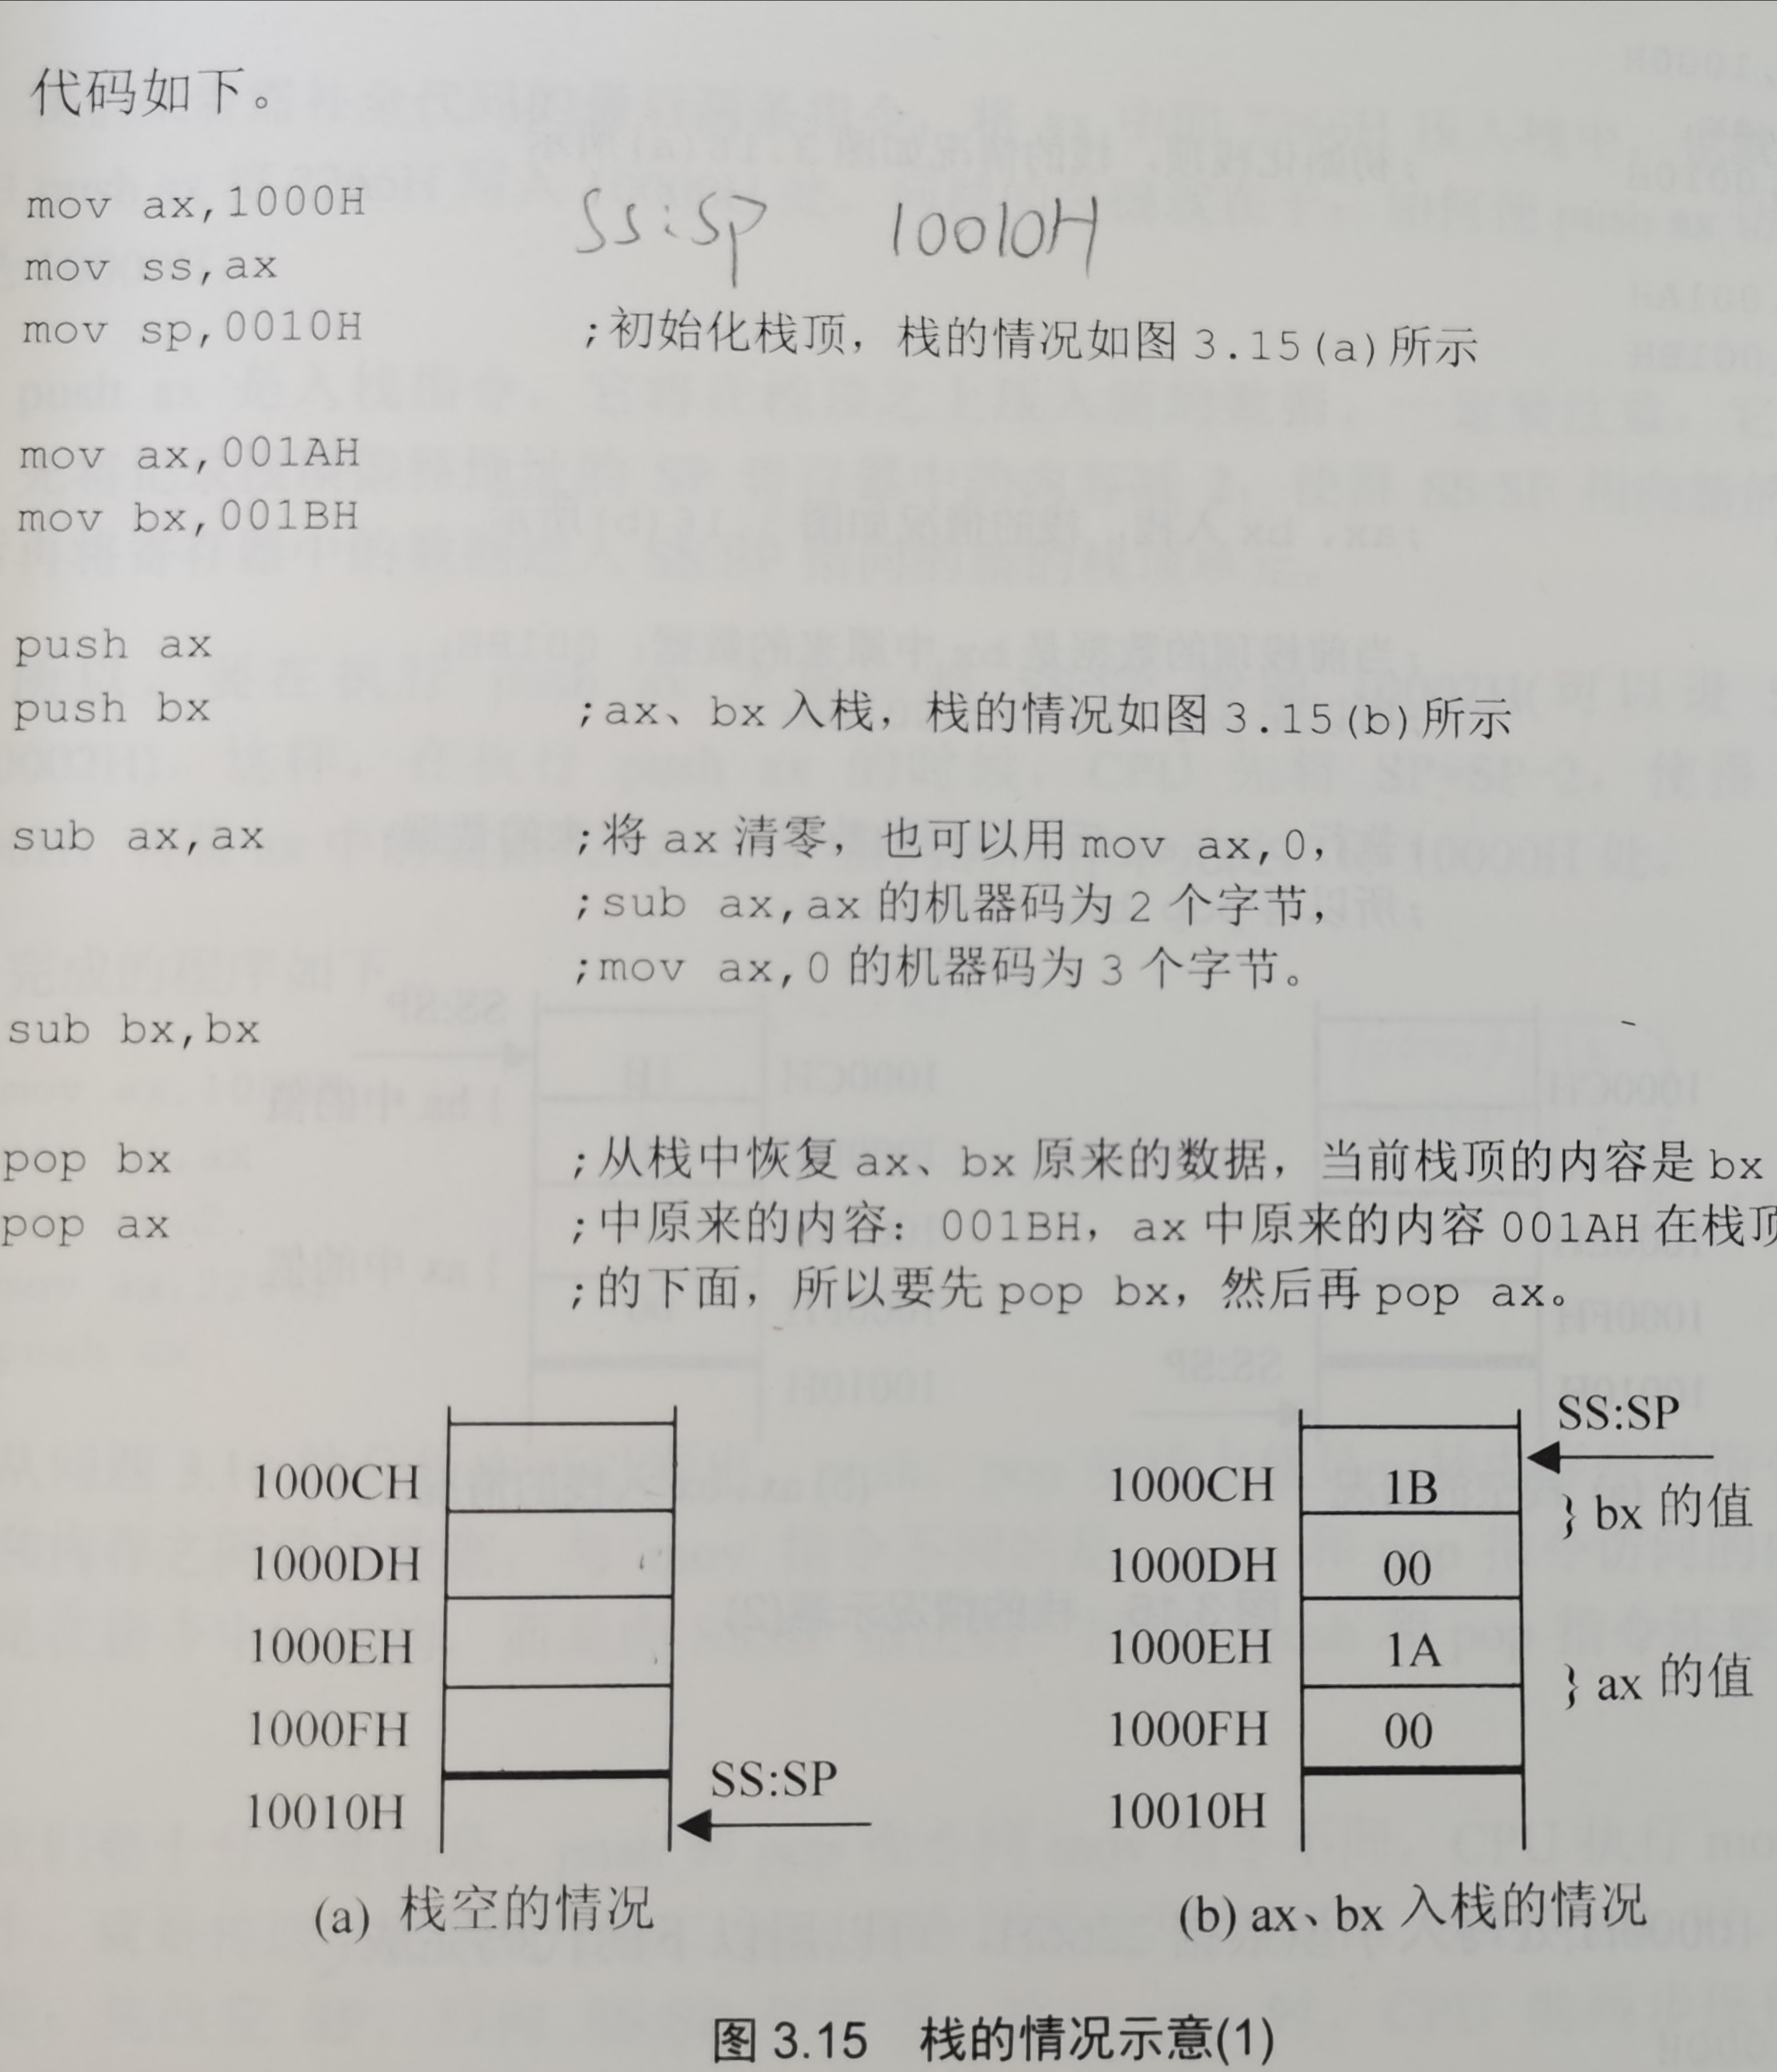 代码如下。
mov ax,1000H
mov ss,ax
SS:SP 10010H
mov sp,0010H ;初始化栈顶，栈的情况如图 3.15(a)所示
mov ax,001AH
mov bx,001BH
push ax
push bx ;ax、bx 入栈，栈的情况如图 3.15(b)所示
sub ax,ax ;将 ax 清零，也可以用 mov ax,0，
;sub ax,ax 的机器码为 2 个字节，
;mov ax,0 的机器码为 3 个字节。
sub bx,bx
pop bx ;从栈中恢复 ax、bx 原来的数据，当前栈顶的内容是 bx
pop ax ;中原来的内容：001BH，ax 中原来的内容 001AH 在栈顶
;的下面，所以要先 pop bx，然后再 pop ax。
1000CH
1000DH
1000EH
1000FH
10010H
SS:SP
(a) 栈空的情况
SS:SP
1000CH 1B
bx 的值
1000DH 00
1000EH 1A
ax 的值
1000FH 00
10010H
(b) ax、bx 入栈的情况
图 3.15 栈的情况示意(1)